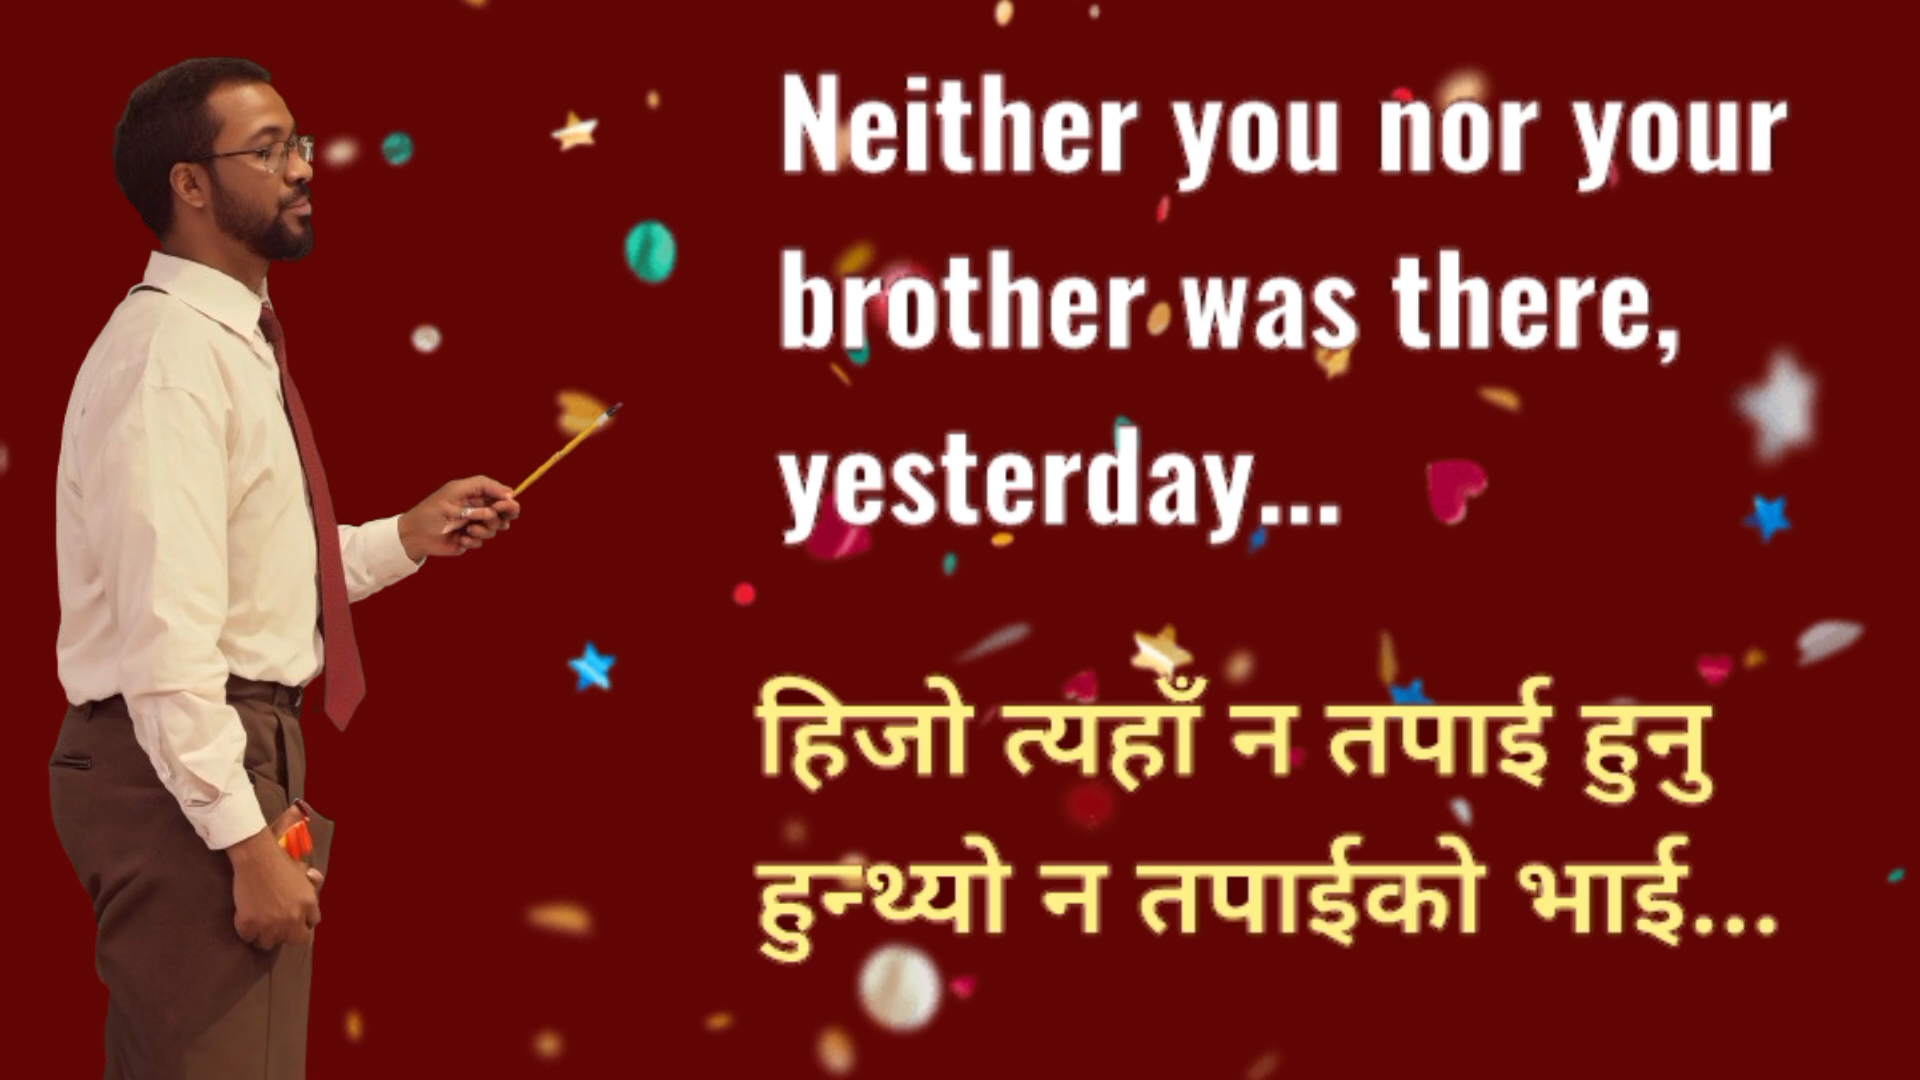 Neither you nor your
brother was there,
yesterday...
हिजो त्यहाँ न तपाई हुनु
हुन्थ्यो न तपाईको भाई...